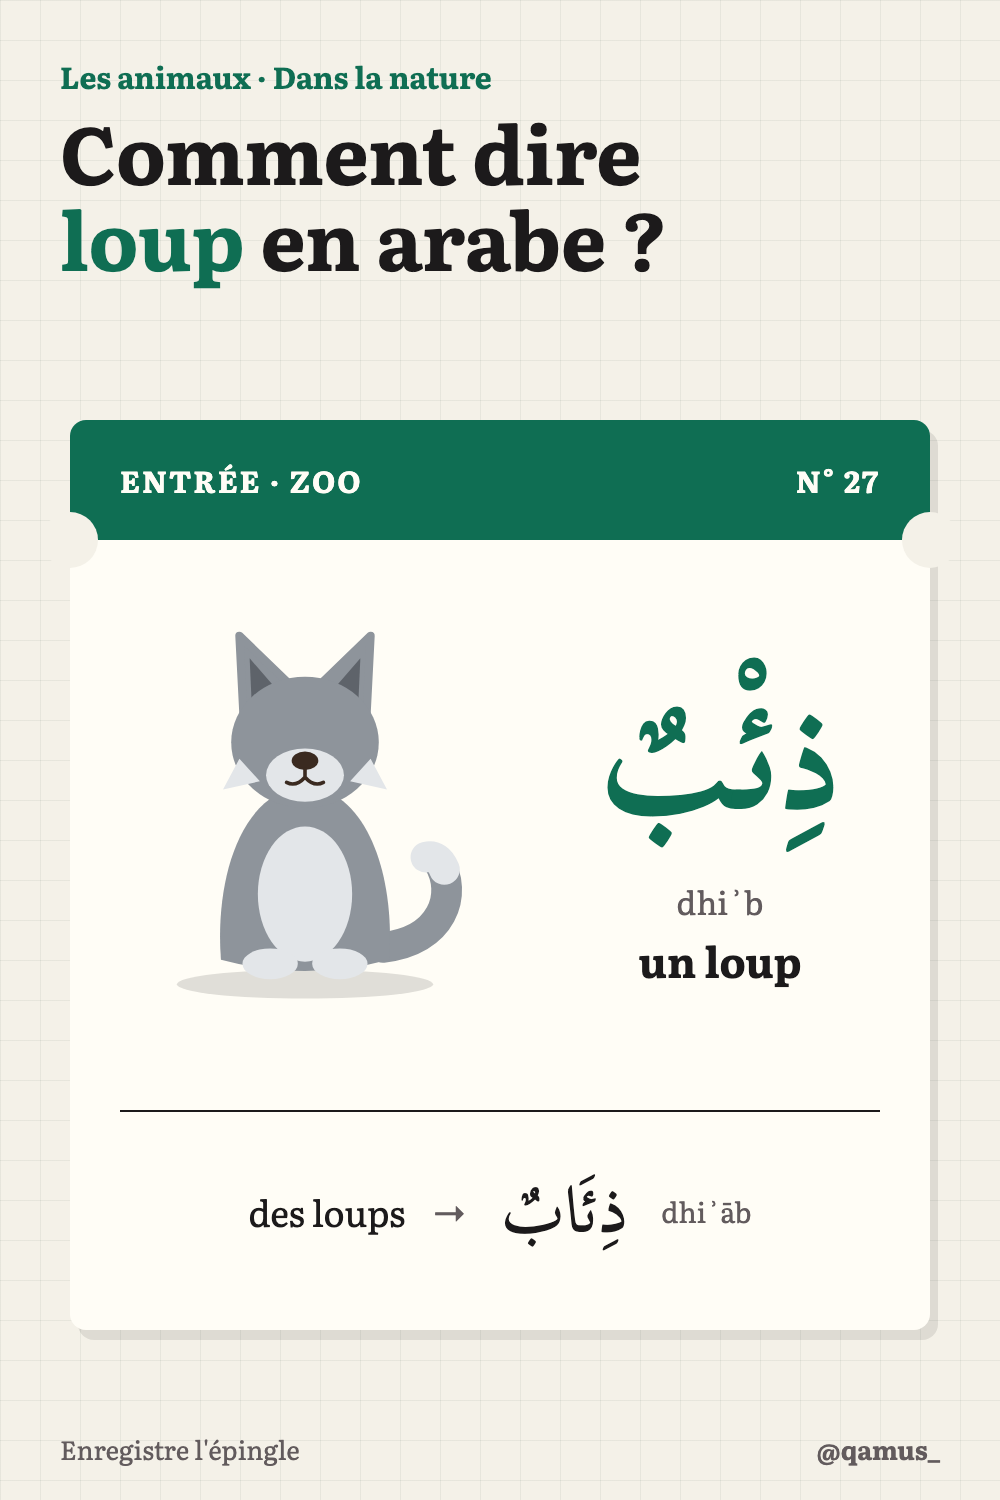 Les animaux · Dans la nature
Comment dire
loup en arabe ?
ENTRÉE · ZOO
N° 27
ذِئْبٌ
dhiʾb
un loup
des loups → ذِئَابٌ dhiʾāb
Enregistre l'épingle
@qamus_